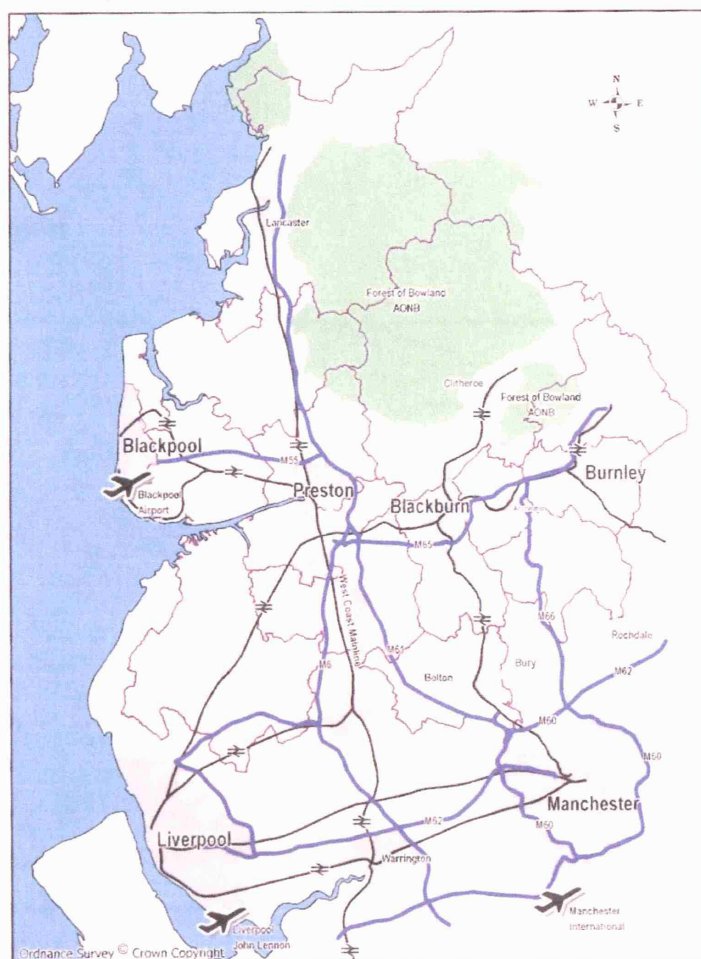 N
W E
S
Lancaster
Forest of Bowland
AONB
Clitheroe
Forest of Bowland
AONB
Blackpool
M55
Burnley
Preston
Blackpool
Airport
Blackburn
M65
West Coast Mainline
M66
Rochdale
M61
M6
Bolton
Bury
M62
M60
M60
Manchester
M62
M60
Liverpool
Warrington
Liverpool
John Lennon
Manchester
International
Ordnance Survey © Crown Copyright